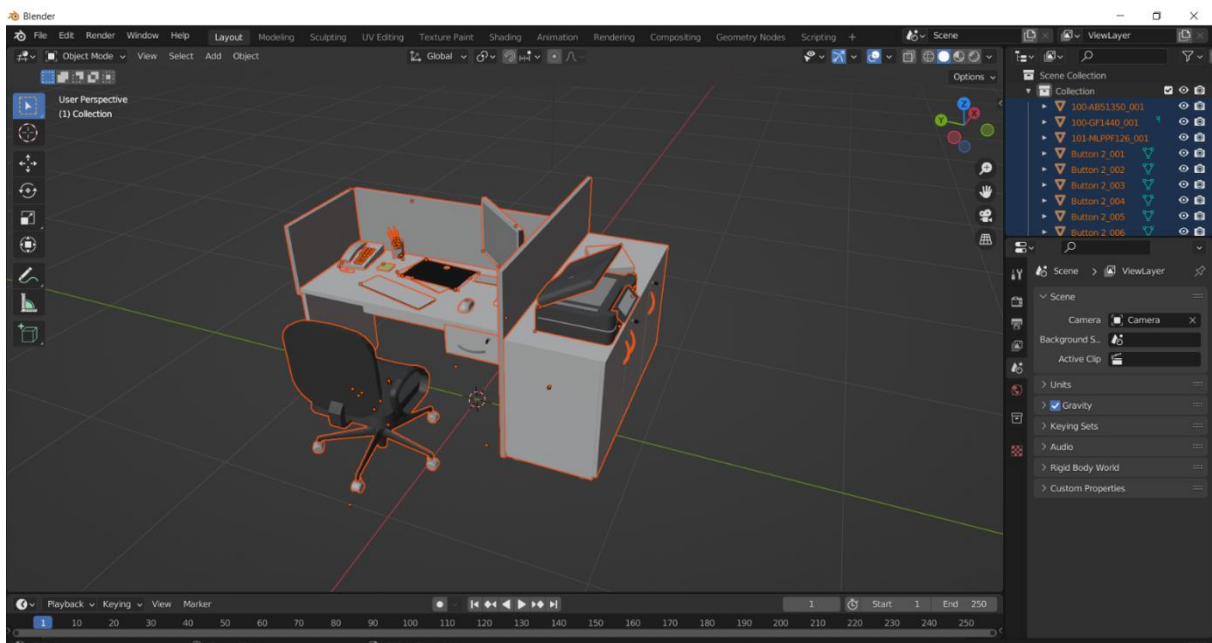 Blender
File Edit Render Window Help Layout Modeling Sculpting UV Editing Texture Paint Shading Animation Rendering Compositing Geometry Nodes Scripting + Scene ViewLayer
Object Mode View Select Add Object Global
Options
User Perspective
(1) Collection
Z
Y
X
Scene Collection
Collection
100-AB51350_001
100-GF1440_001
101-MLPPF126_001
Button 2_001
Button 2_002
Button 2_003
Button 2_004
Button 2_005
Button 2_006
Scene > ViewLayer
Scene
Camera Camera
Background S..
Active Clip
Units
Gravity
Keying Sets
Audio
Rigid Body World
Custom Properties
Playback Keying View Marker 1 Start 1 End 250
1 10 20 30 40 50 60 70 80 90 100 110 120 130 140 150 160 170 180 190 200 210 220 230 240 250